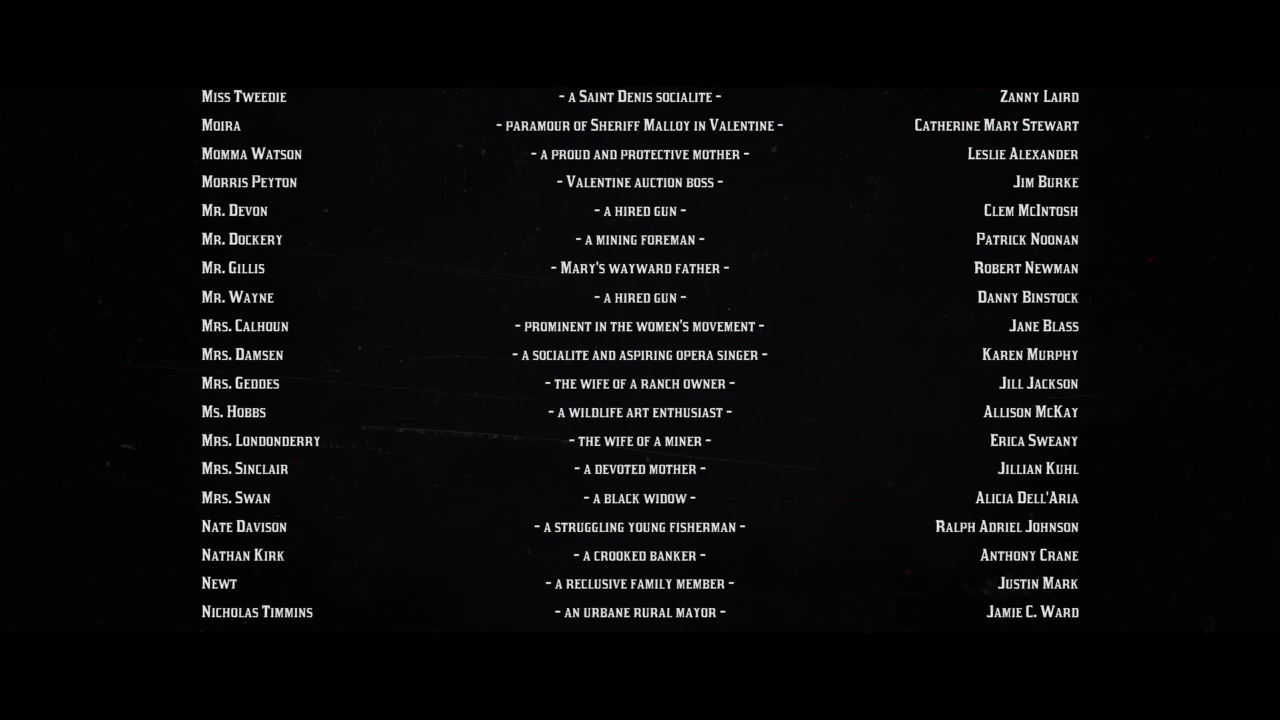 Miss Tweedie - a Saint Denis socialite - Zanny Laird
Moira - paramour of Sheriff Malloy in Valentine - Catherine Mary Stewart
Momma Watson - a proud and protective mother - Leslie Alexander
Morris Peyton - Valentine auction boss - Jim Burke
Mr. Devon - a hired gun - Clem McIntosh
Mr. Dockery - a mining foreman - Patrick Noonan
Mr. Gillis - Mary's wayward father - Robert Newman
Mr. Wayne - a hired gun - Danny Binstock
Mrs. Calhoun - prominent in the women's movement - Jane Blass
Mrs. Damsen - a socialite and aspiring opera singer - Karen Murphy
Mrs. Geddes - the wife of a ranch owner - Jill Jackson
Ms. Hobbs - a wildlife art enthusiast - Allison McKay
Mrs. Londonderry - the wife of a miner - Erica Sweany
Mrs. Sinclair - a devoted mother - Jillian Kuhl
Mrs. Swan - a black widow - Alicia Dell'Aria
Nate Davison - a struggling young fisherman - Ralph Adriel Johnson
Nathan Kirk - a crooked banker - Anthony Crane
Newt - a reclusive family member - Justin Mark
Nicholas Timmins - an urbane rural mayor - Jamie C. Ward